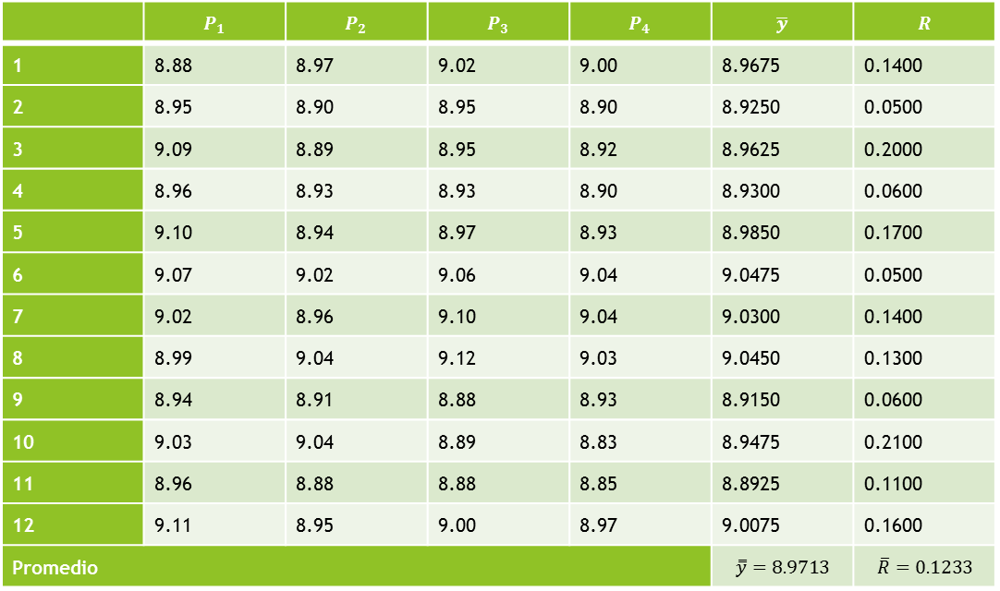 P₁ P₂ P₃ P₄ y̅ R
1 8.88 8.97 9.02 9.00 8.9675 0.1400
2 8.95 8.90 8.95 8.90 8.9250 0.0500
3 9.09 8.89 8.95 8.92 8.9625 0.2000
4 8.96 8.93 8.93 8.90 8.9300 0.0600
5 9.10 8.94 8.97 8.93 8.9850 0.1700
6 9.07 9.02 9.06 9.04 9.0475 0.0500
7 9.02 8.96 9.10 9.04 9.0300 0.1400
8 8.99 9.04 9.12 9.03 9.0450 0.1300
9 8.94 8.91 8.88 8.93 8.9150 0.0600
10 9.03 9.04 8.89 8.83 8.9475 0.2100
11 8.96 8.88 8.88 8.85 8.8925 0.1100
12 9.11 8.95 9.00 8.97 9.0075 0.1600
Promedio y̿ = 8.9713 R̅ = 0.1233